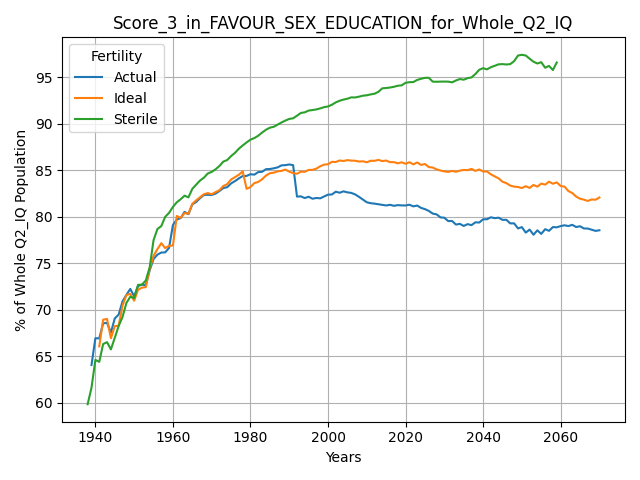 Score_3_in_FAVOUR_SEX_EDUCATION_for_Whole_Q2_IQ
Fertility
Actual
Ideal
Sterile
% of Whole Q2_IQ Population
95
90
85
80
75
70
65
60
1940
1960
1980
2000
2020
2040
2060
Years